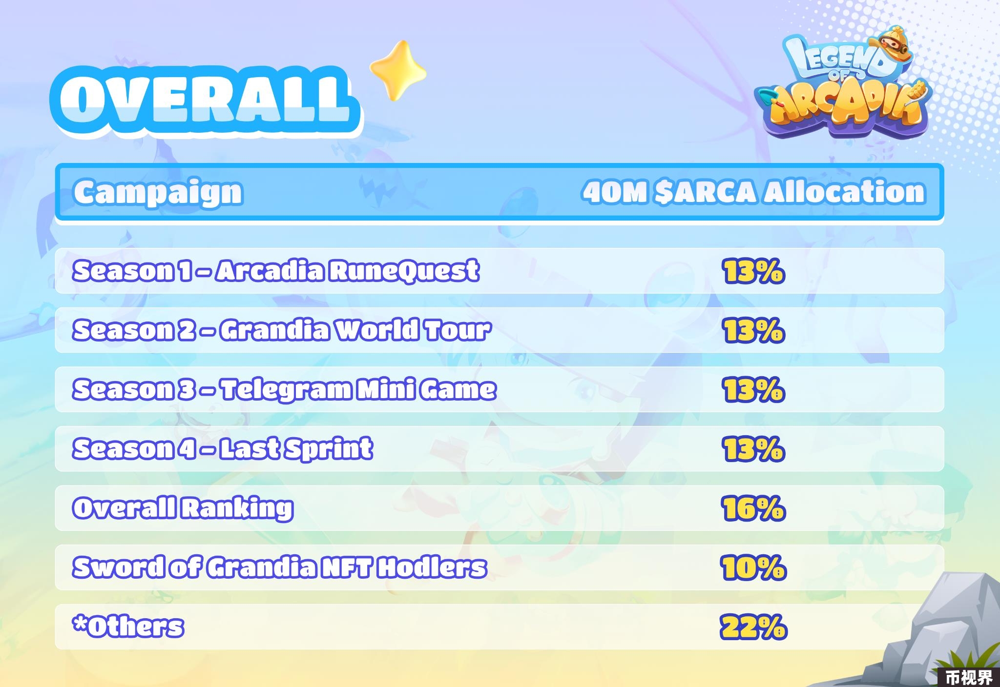 OVERALL
LEGEND
OF
ARCADIA
Campaign 40M $ARCA Allocation
Season 1 – Arcadia RuneQuest 13%
Season 2 – Grandia World Tour 13%
Season 3 – Telegram Mini Game 13%
Season 4 – Last Sprint 13%
Overall Ranking 16%
Sword of Grandia NFT Hodlers 10%
*Others 22%
币视界